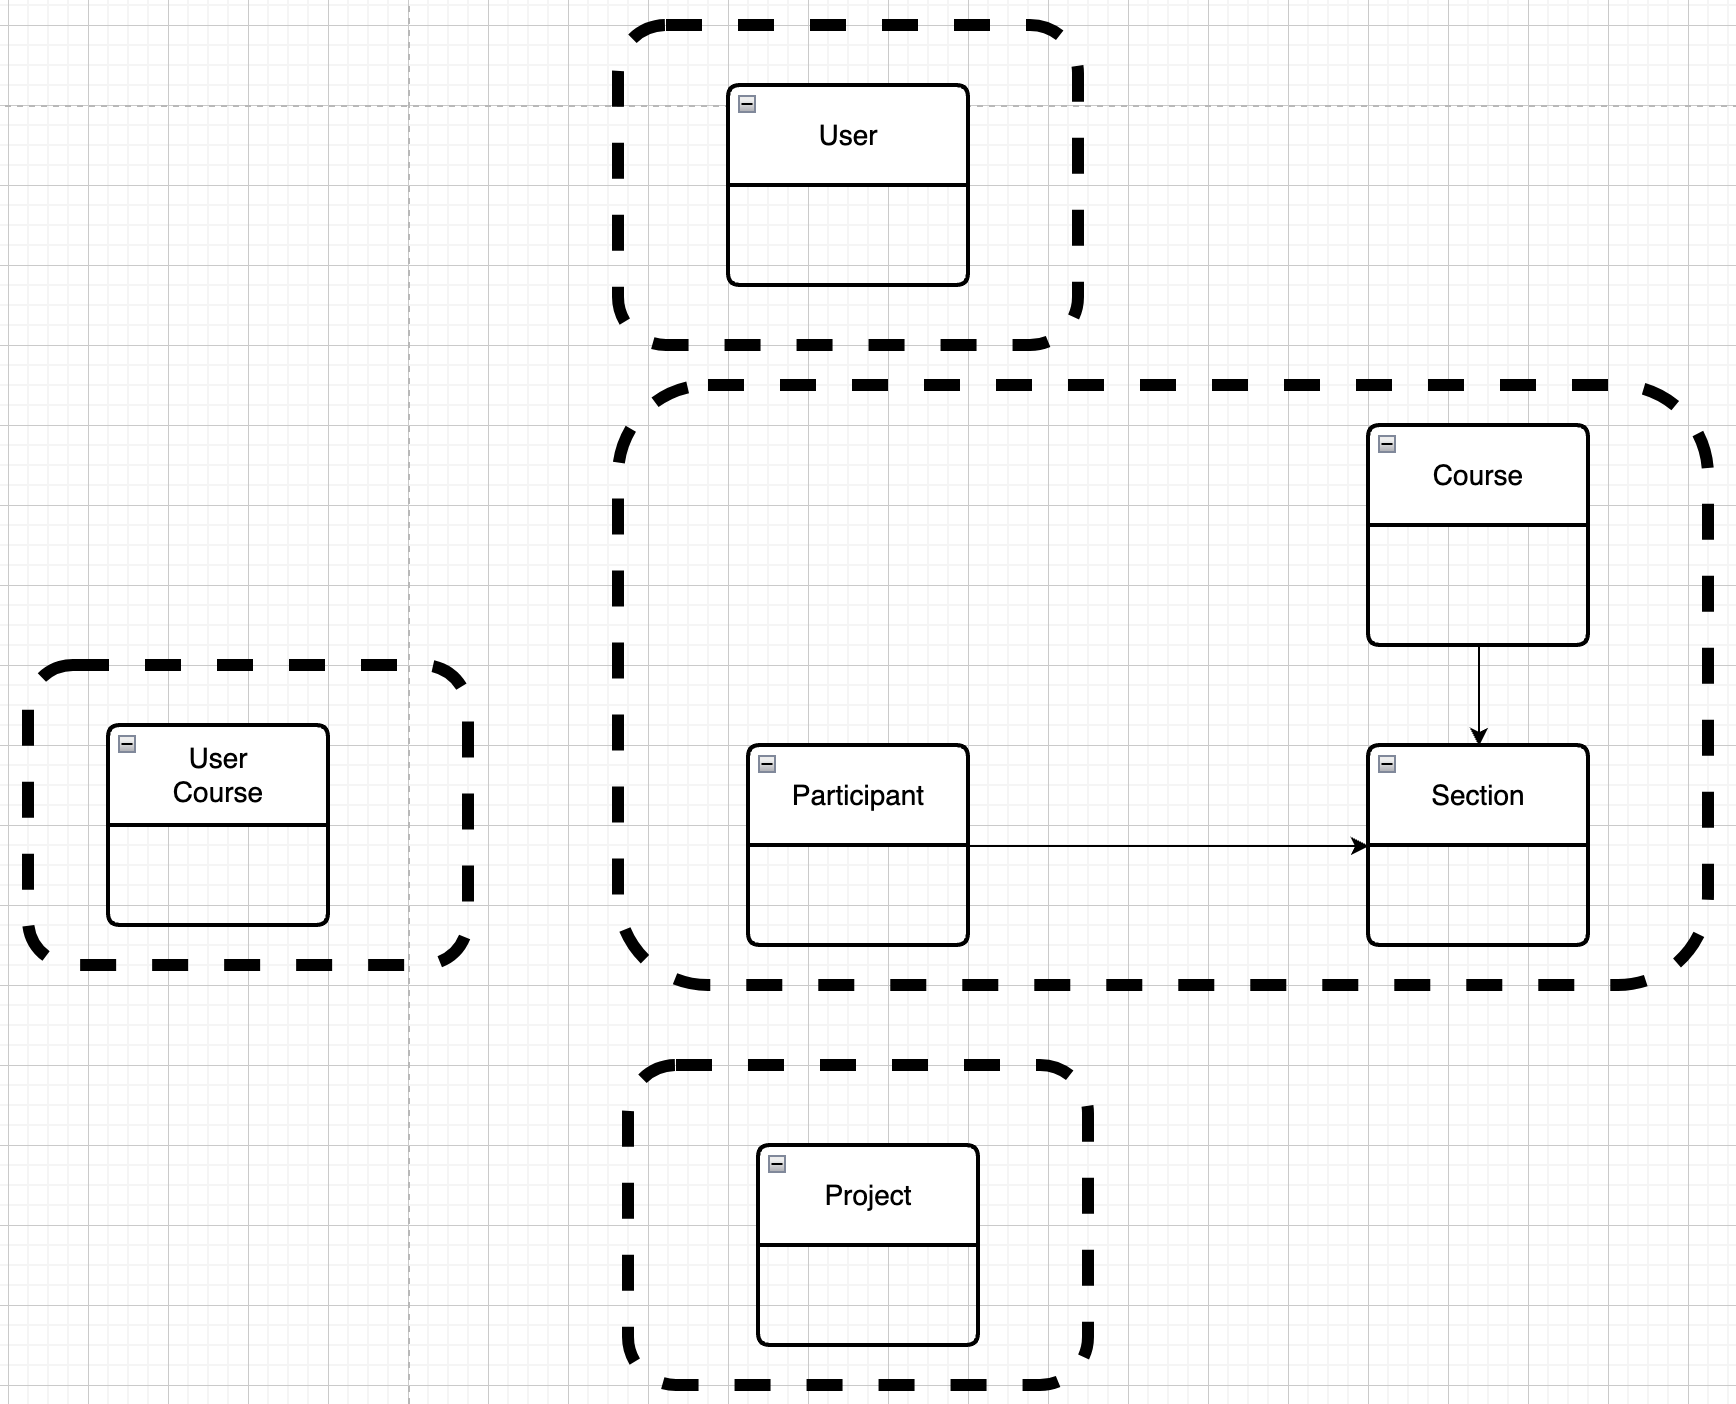 User
Course
User
Course
Participant
Section
Project